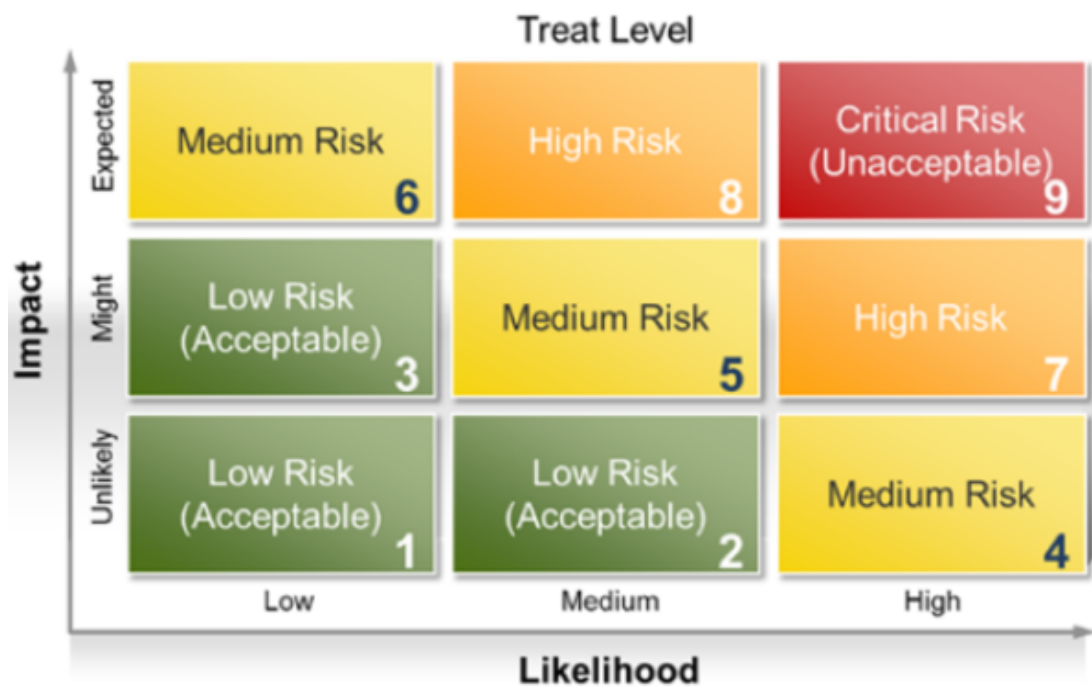 Treat Level
Expected
Medium Risk
6
High Risk
8
Critical Risk
(Unacceptable)
9
Impact
Might
Low Risk
(Acceptable)
3
Medium Risk
5
High Risk
7
Unlikely
Low Risk
(Acceptable)
1
Low Risk
(Acceptable)
2
Medium Risk
4
Low
Medium
High
Likelihood